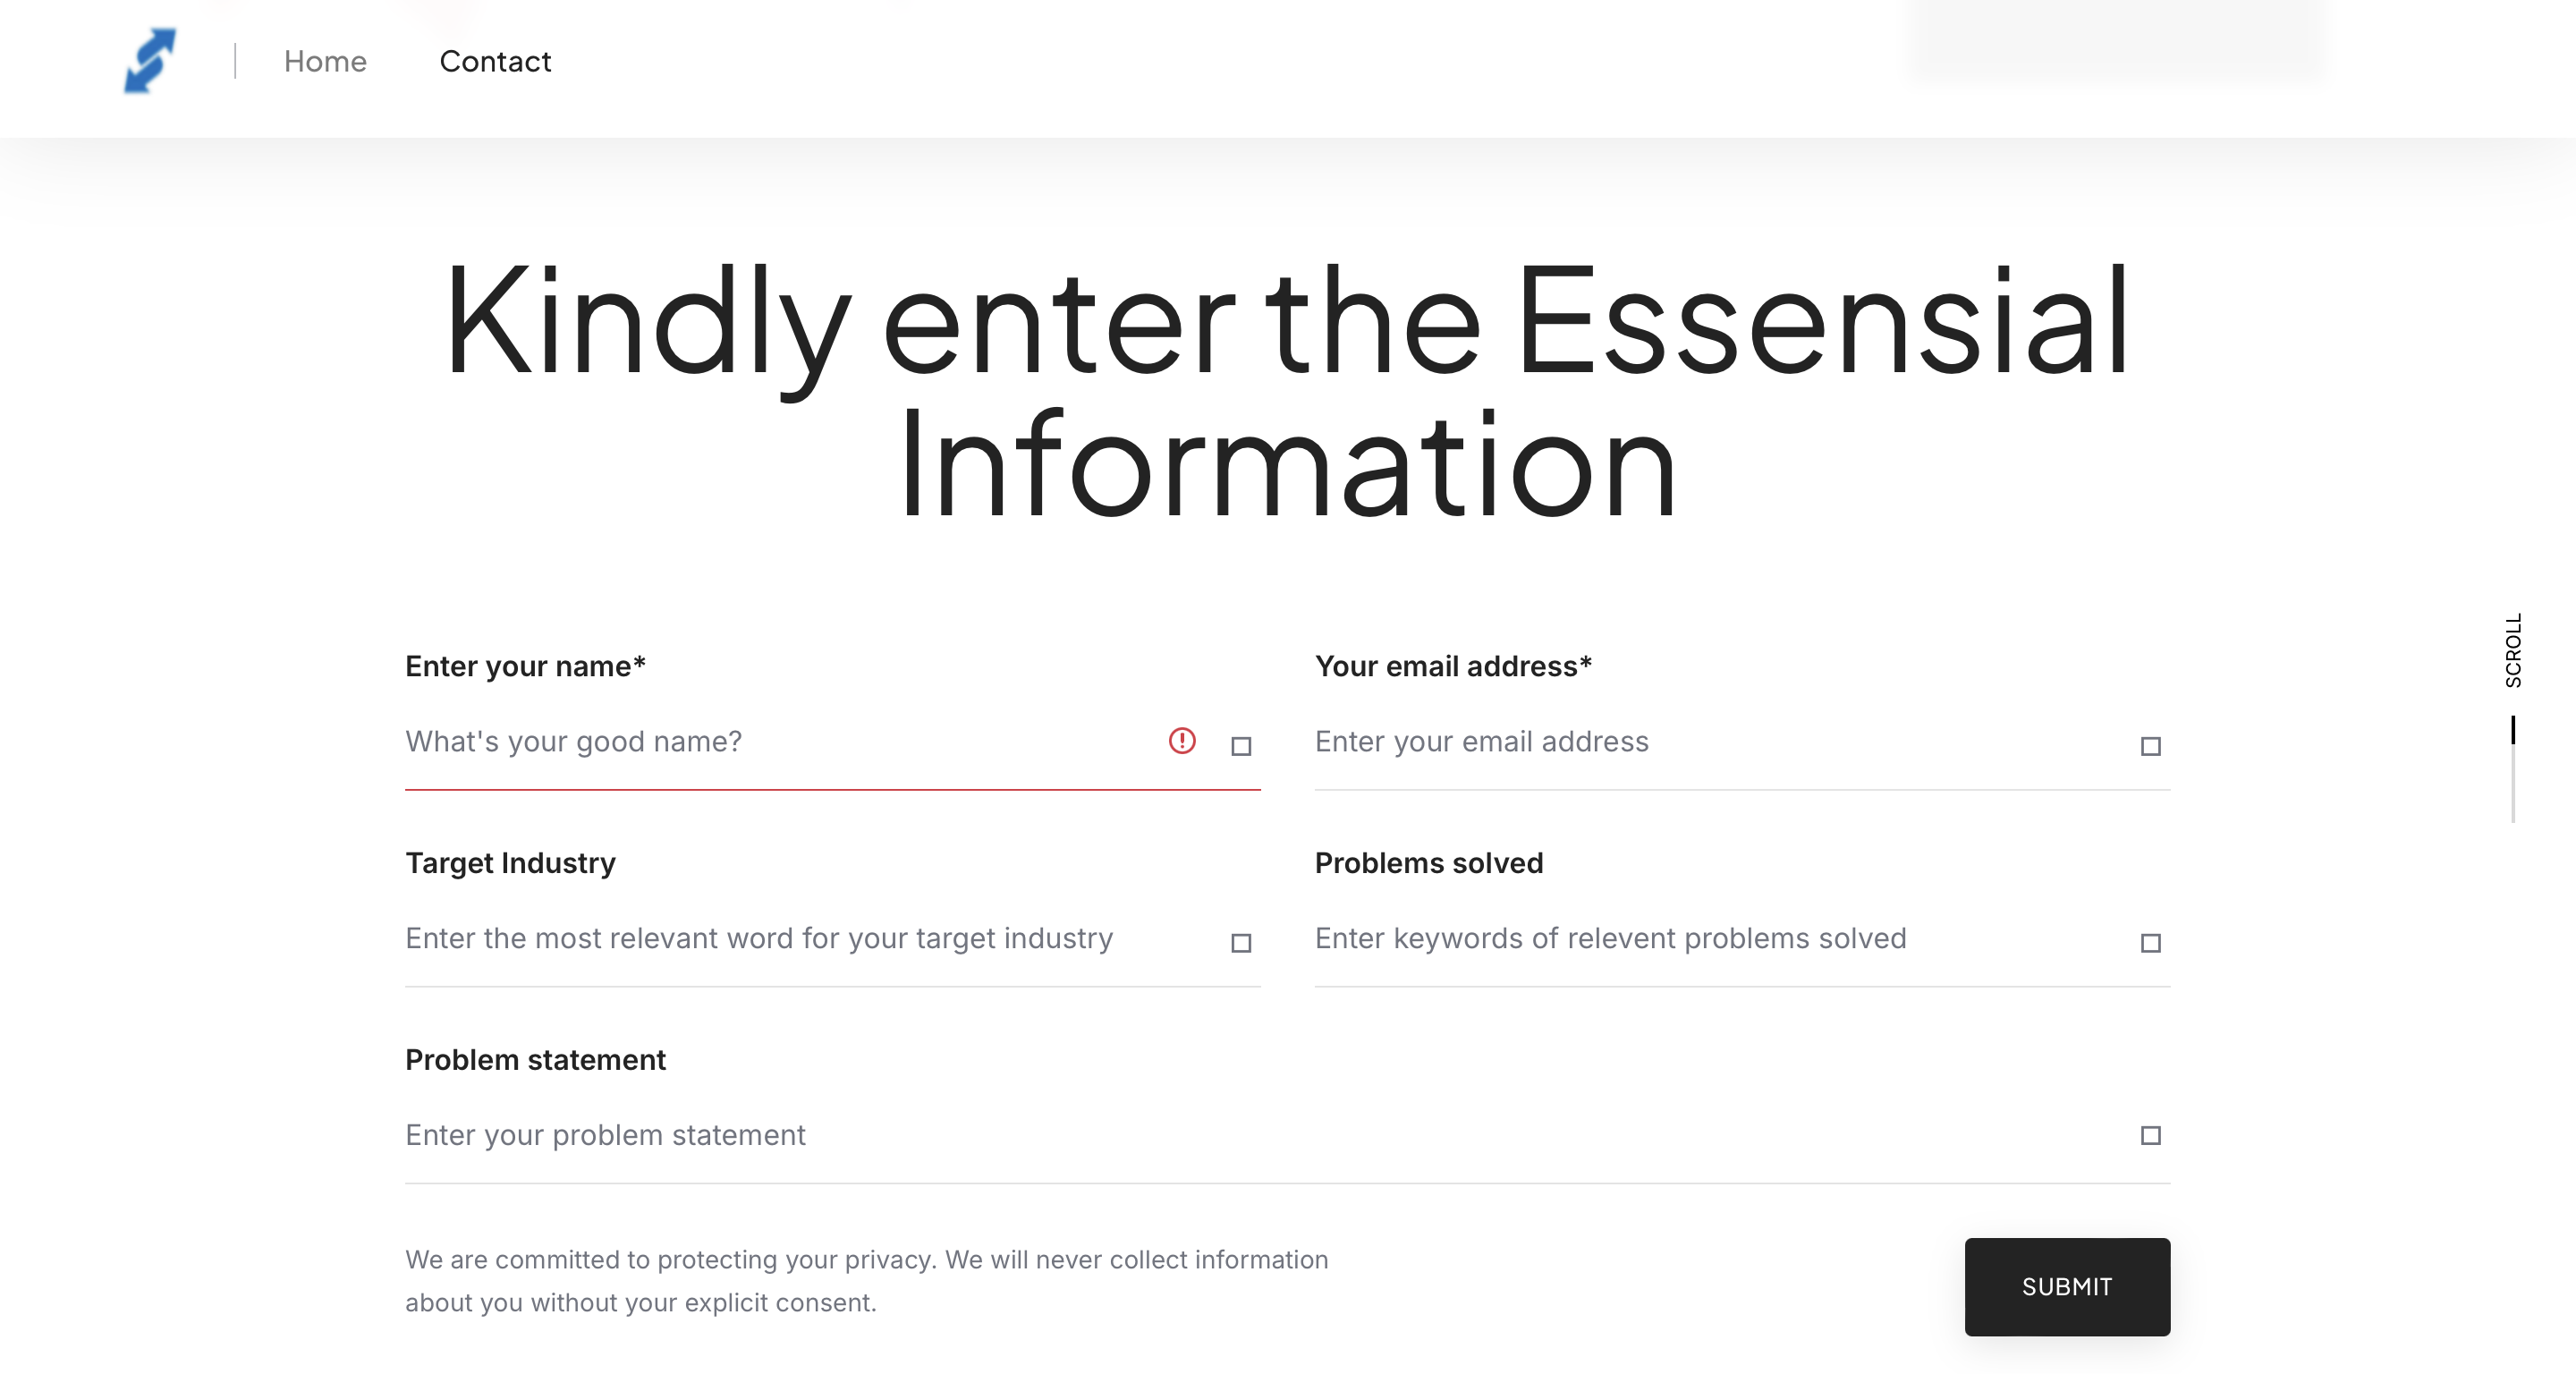 Home Contact
Kindly enter the Essensial
Information
Enter your name* Your email address*
What's your good name? Enter your email address
Target Industry Problems solved
Enter the most relevant word for your target industry Enter keywords of relevent problems solved
Problem statement
Enter your problem statement
We are committed to protecting your privacy. We will never collect information
about you without your explicit consent.
SUBMIT
SCROLL